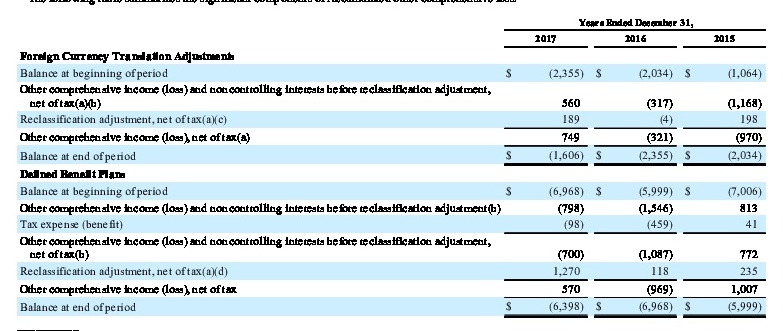 Years Ended December 31,
2017 2016 2015
Foreign Currency Translation Adjustments
Balance at beginning of period $ (2,355) $ (2,034) $ (1,064)
Other comprehensive income (loss) and noncontrolling interests before reclassification adjustment,
net of tax(a)(b) 560 (317) (1,168)
Reclassification adjustment, net of tax(a)(c) 189 (4) 198
Other comprehensive income (loss), net of tax(a) 749 (321) (970)
Balance at end of period $ (1,606) $ (2,355) $ (2,034)
Defined Benefit Plans
Balance at beginning of period $ (6,968) $ (5,999) $ (7,006)
Other comprehensive income (loss) and noncontrolling interests before reclassification adjustment(b) (798) (1,546) 813
Tax expense (benefit) (98) (459) 41
Other comprehensive income (loss) and noncontrolling interests before reclassification adjustment,
net of tax(b) (700) (1,087) 772
Reclassification adjustment, net of tax(a)(d) 1,270 118 235
Other comprehensive income (loss), net of tax 570 (969) 1,007
Balance at end of period $ (6,398) $ (6,968) $ (5,999)